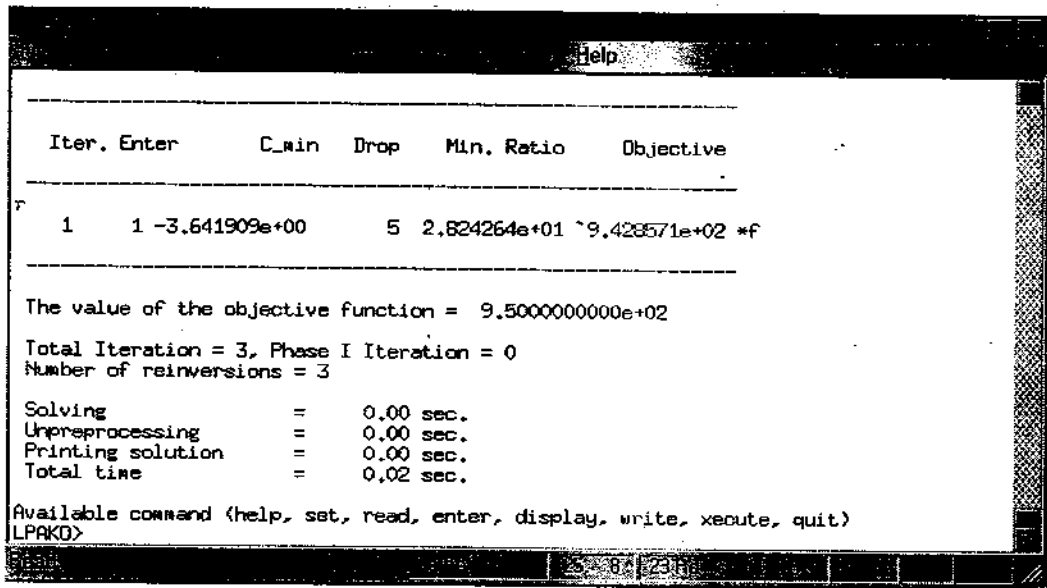 Help
Iter. Enter C_min Drop Min. Ratio Objective
1 1 -3.641909e+00 5 2.824264e+01 9.428571e+02 *f
The value of the objective function = 9.5000000000e+02
Total Iteration = 3, Phase I Iteration = 0
Number of reinversions = 3
Solving = 0.00 sec.
Unpreprocessing = 0.00 sec.
Printing solution = 0.00 sec.
Total time = 0.02 sec.
Available command (help, set, read, enter, display, write, xecute, quit)
LPAKO>